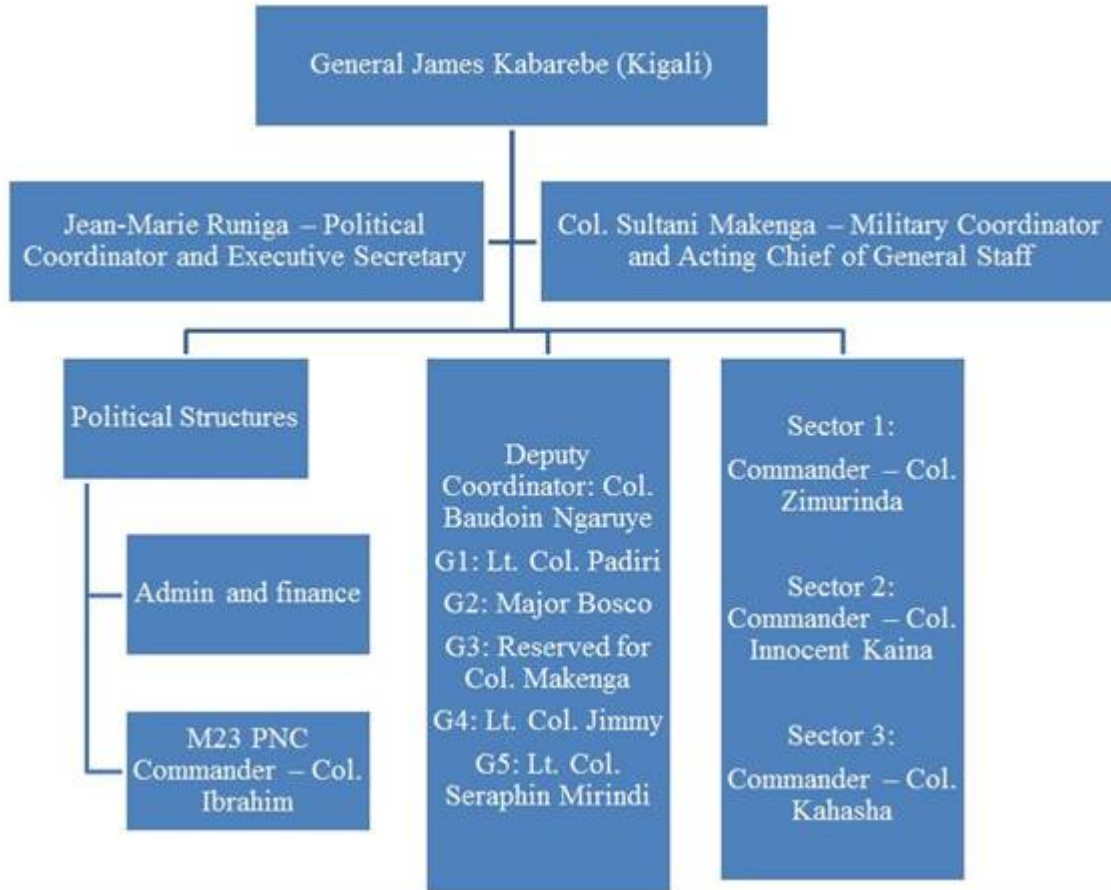 General James Kabarebe (Kigali)
Jean-Marie Runiga – Political
Coordinator and Executive Secretary
Col. Sultani Makenga – Military Coordinator
and Acting Chief of General Staff
Political Structures
Admin and finance
M23 PNC
Commander – Col.
Ibrahim
Deputy
Coordinator: Col.
Baudoin Ngaruye
G1: Lt. Col. Padiri
G2: Major Bosco
G3: Reserved for
Col. Makenga
G4: Lt. Col. Jimmy
G5: Lt. Col.
Seraphin Mirindi
Sector 1:
Commander – Col.
Zimurinda
Sector 2:
Commander – Col.
Innocent Kaina
Sector 3:
Commander – Col.
Kahasha